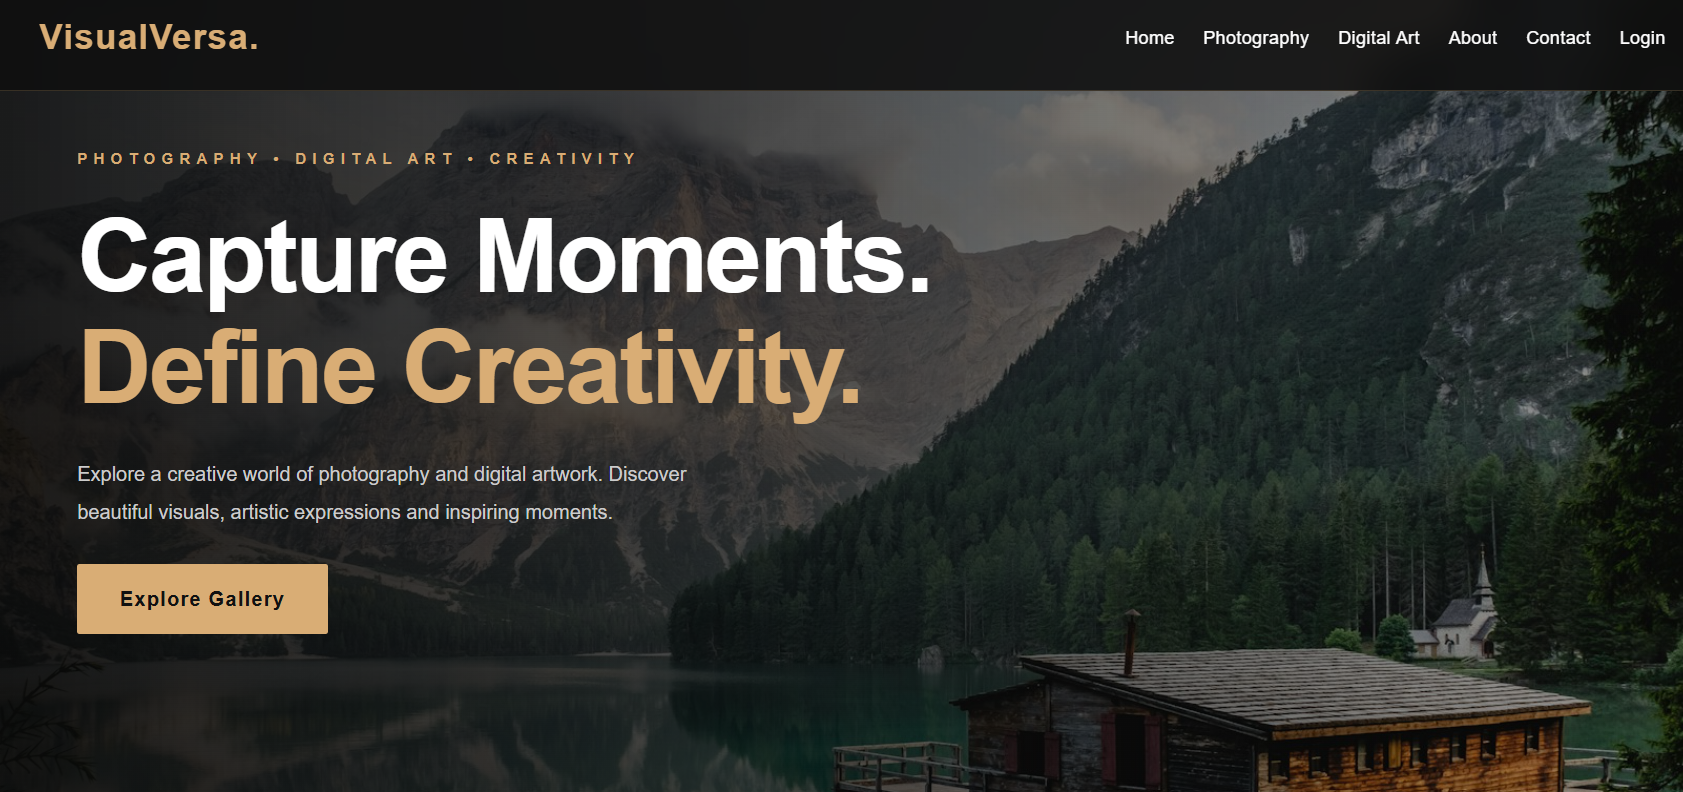 VisualVersa.
Home Photography Digital Art About Contact Login
PHOTOGRAPHY • DIGITAL ART • CREATIVITY
Capture Moments.
Define Creativity.
Explore a creative world of photography and digital artwork. Discover
beautiful visuals, artistic expressions and inspiring moments.
Explore Gallery